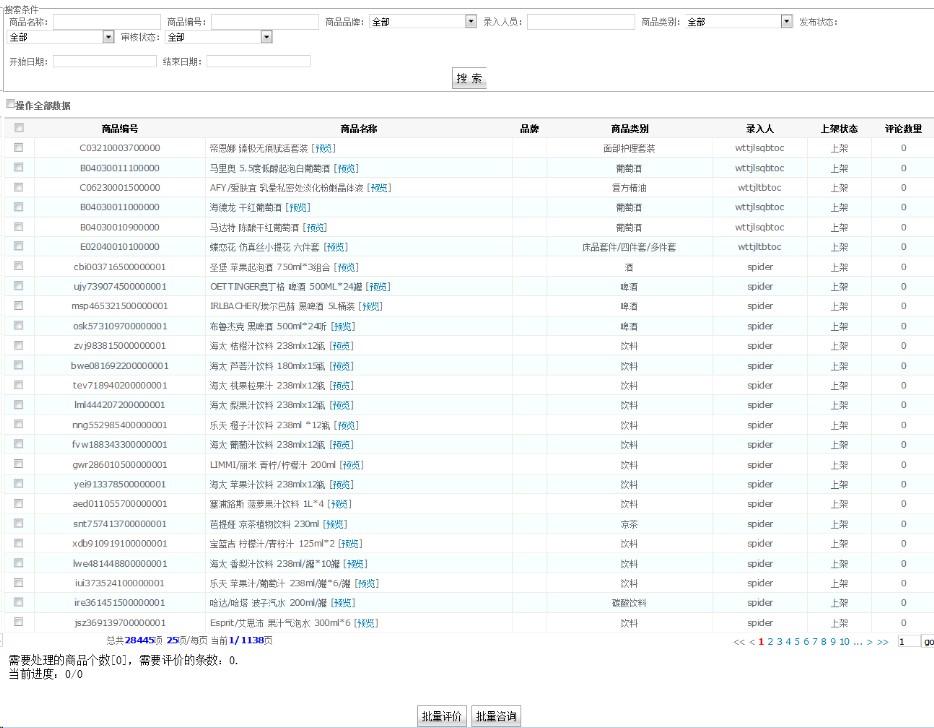 搜索条件
商品名称: 商品编号: 商品品牌: 全部 录入人员: 商品类别: 全部 发布状态:
全部 审核状态: 全部
开始日期: 结束日期:
搜 索
操作全部数据
商品编号 商品名称 品牌 商品类别 录入人 上架状态 评论数量
C03210003700000 帝恩娜 臻极无痕赋活套装 [预览] 面部护理套装 wttjlsqbtoc 上架 0
B04030011100000 马里奥 5.5度低醇起泡白葡萄酒 [预览] 葡萄酒 wttjlsqbtoc 上架 0
C06230001500000 AFY/爱肤宜 乳晕私密处淡化粉嫩晶体液 [预览] 复方精油 wttjltbtoc 上架 0
B04030011000000 海德龙 干红葡萄酒 [预览] 葡萄酒 wttjlsqbtoc 上架 0
B04030010900000 马达特 陈酿干红葡萄酒 [预览] 葡萄酒 wttjlsqbtoc 上架 0
E02040010100000 蝶恋花 仿真丝小提花 六件套 [预览] 床品套件/四件套/多件套 wttjltbtoc 上架 0
cbi003716500000001 圣堡 苹果起泡酒 750ml*3组合 [预览] 酒 spider 上架 0
ujy739074500000001 OETTINGER奥丁格 啤酒 500ML*24罐 [预览] 啤酒 spider 上架 0
msp465321500000001 IRLBACHER/埃尔巴赫 黑啤酒 5L桶装 [预览] 啤酒 spider 上架 0
osk573109700000001 布鲁杰克 黑啤酒 500ml*24听 [预览] 啤酒 spider 上架 0
zvj983815000000001 海太 桔橙汁饮料 238mlx12瓶 [预览] 饮料 spider 上架 0
bwe081692200000001 海太 芦荟汁饮料 180mlx15瓶 [预览] 饮料 spider 上架 0
tev718940200000001 海太 桃果粒果汁 238mlx12瓶 [预览] 饮料 spider 上架 0
lml444207200000001 海太 梨果汁饮料 238mlx12瓶 [预览] 饮料 spider 上架 0
nng552985400000001 乐天 橙子汁饮料 238ml *12瓶 [预览] 饮料 spider 上架 0
fvw188343300000001 海太 葡萄汁饮料 238mlx12瓶 [预览] 饮料 spider 上架 0
gwr286010500000001 LIMMI/丽米 青柠/柠檬汁 200ml [预览] 饮料 spider 上架 0
yei913378500000001 海太 苹果汁饮料 238mlx12瓶 [预览] 饮料 spider 上架 0
aed011055700000001 塞浦路斯 菠萝果汁饮料 1L*4 [预览] 饮料 spider 上架 0
snt757413700000001 芭提娅 凉茶植物饮料 230ml [预览] 凉茶 spider 上架 0
xdb910919100000001 宝蓝吉 柠檬汁/青柠汁 125ml*2 [预览] 饮料 spider 上架 0
lwe481448800000001 海太 香梨汁饮料 238ml/罐*10罐 [预览] 饮料 spider 上架 0
iui373524100000001 乐天 苹果汁/葡萄汁 238ml/罐*6/罐 [预览] 饮料 spider 上架 0
ire361451500000001 哈达/哈塔 波子汽水 200ml/罐 [预览] 碳酸饮料 spider 上架 0
jsz369139700000001 Esprit/艾思沛 果汁气泡水 300ml*6 [预览] 饮料 spider 上架 0
总共28445项 25项/每页 当前1/1138页 << < 1 2 3 4 5 6 7 8 9 10 ... > >> 1 go
需要处理的商品个数[0], 需要评价的条数: 0.
当前进度: 0/0
批量评价 批量咨询